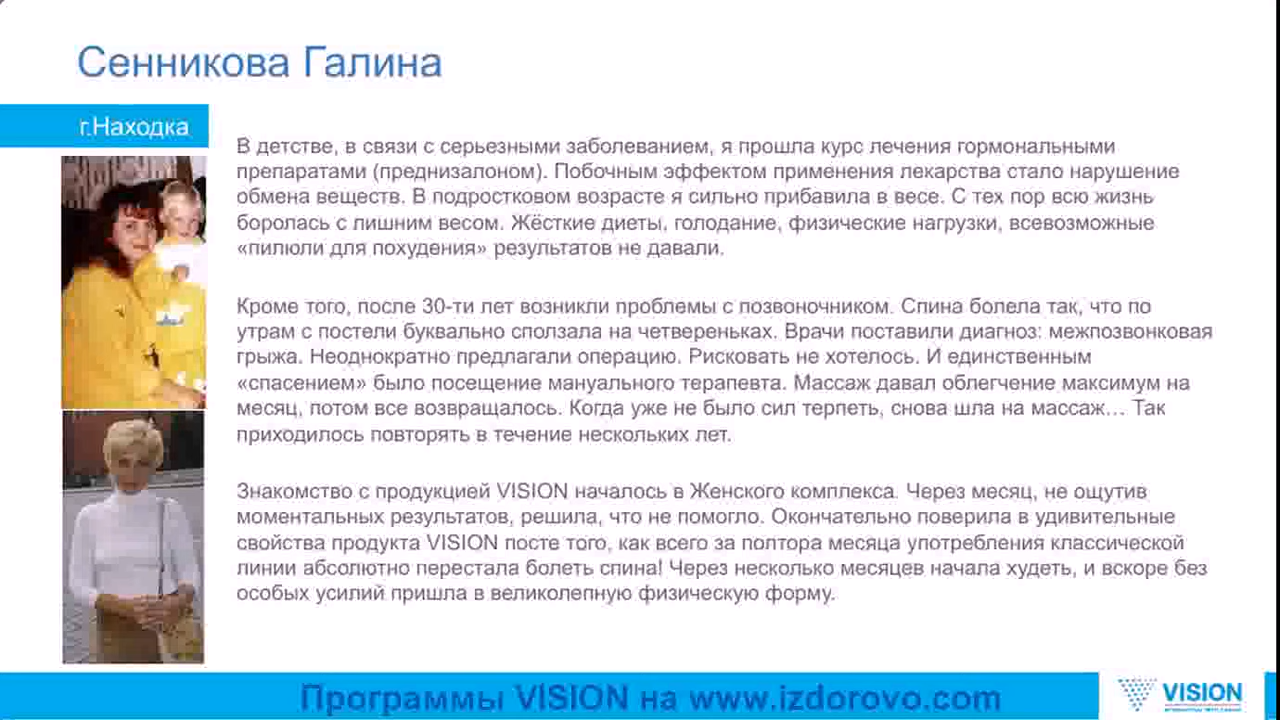 Сенникова Галина
г.Находка
В детстве, в связи с серьезными заболеванием, я прошла курс лечения гормональными
препаратами (преднизалоном). Побочным эффектом применения лекарства стало нарушение
обмена веществ. В подростковом возрасте я сильно прибавила в весе. С тех пор всю жизнь
боролась с лишним весом. Жёсткие диеты, голодание, физические нагрузки, всевозможные
«пилюли для похудения» результатов не давали.
Кроме того, после 30-ти лет возникли проблемы с позвоночником. Спина болела так, что по
утрам с постели буквально сползала на четвереньках. Врачи поставили диагноз: межпозвонковая
грыжа. Неоднократно предлагали операцию. Рисковать не хотелось. И единственным
«спасением» было посещение мануального терапевта. Массаж давал облегчение максимум на
месяц, потом все возвращалось. Когда уже не было сил терпеть, снова шла на массаж… Так
приходилось повторять в течение нескольких лет.
Знакомство с продукцией VISION началось в Женского комплекса. Через месяц, не ощутив
моментальных результатов, решила, что не помогло. Окончательно поверила в удивительные
свойства продукта VISION посте того, как всего за полтора месяца употребления классической
линии абсолютно перестала болеть спина! Через несколько месяцев начала худеть, и вскоре без
особых усилий пришла в великолепную физическую форму.
Программы VISION на www.izdorovo.com
VISION